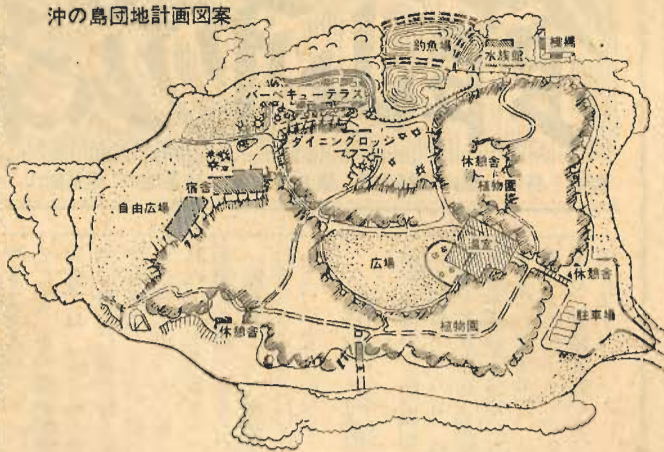 沖の島団地計画図案
釣魚場
水族館
桟橋
バーベキューテラス
ダイニングロッジ
休憩舎
植物園
宿舎
自由広場
温室
広場
休憩舎
駐車場
植物園
休憩舎